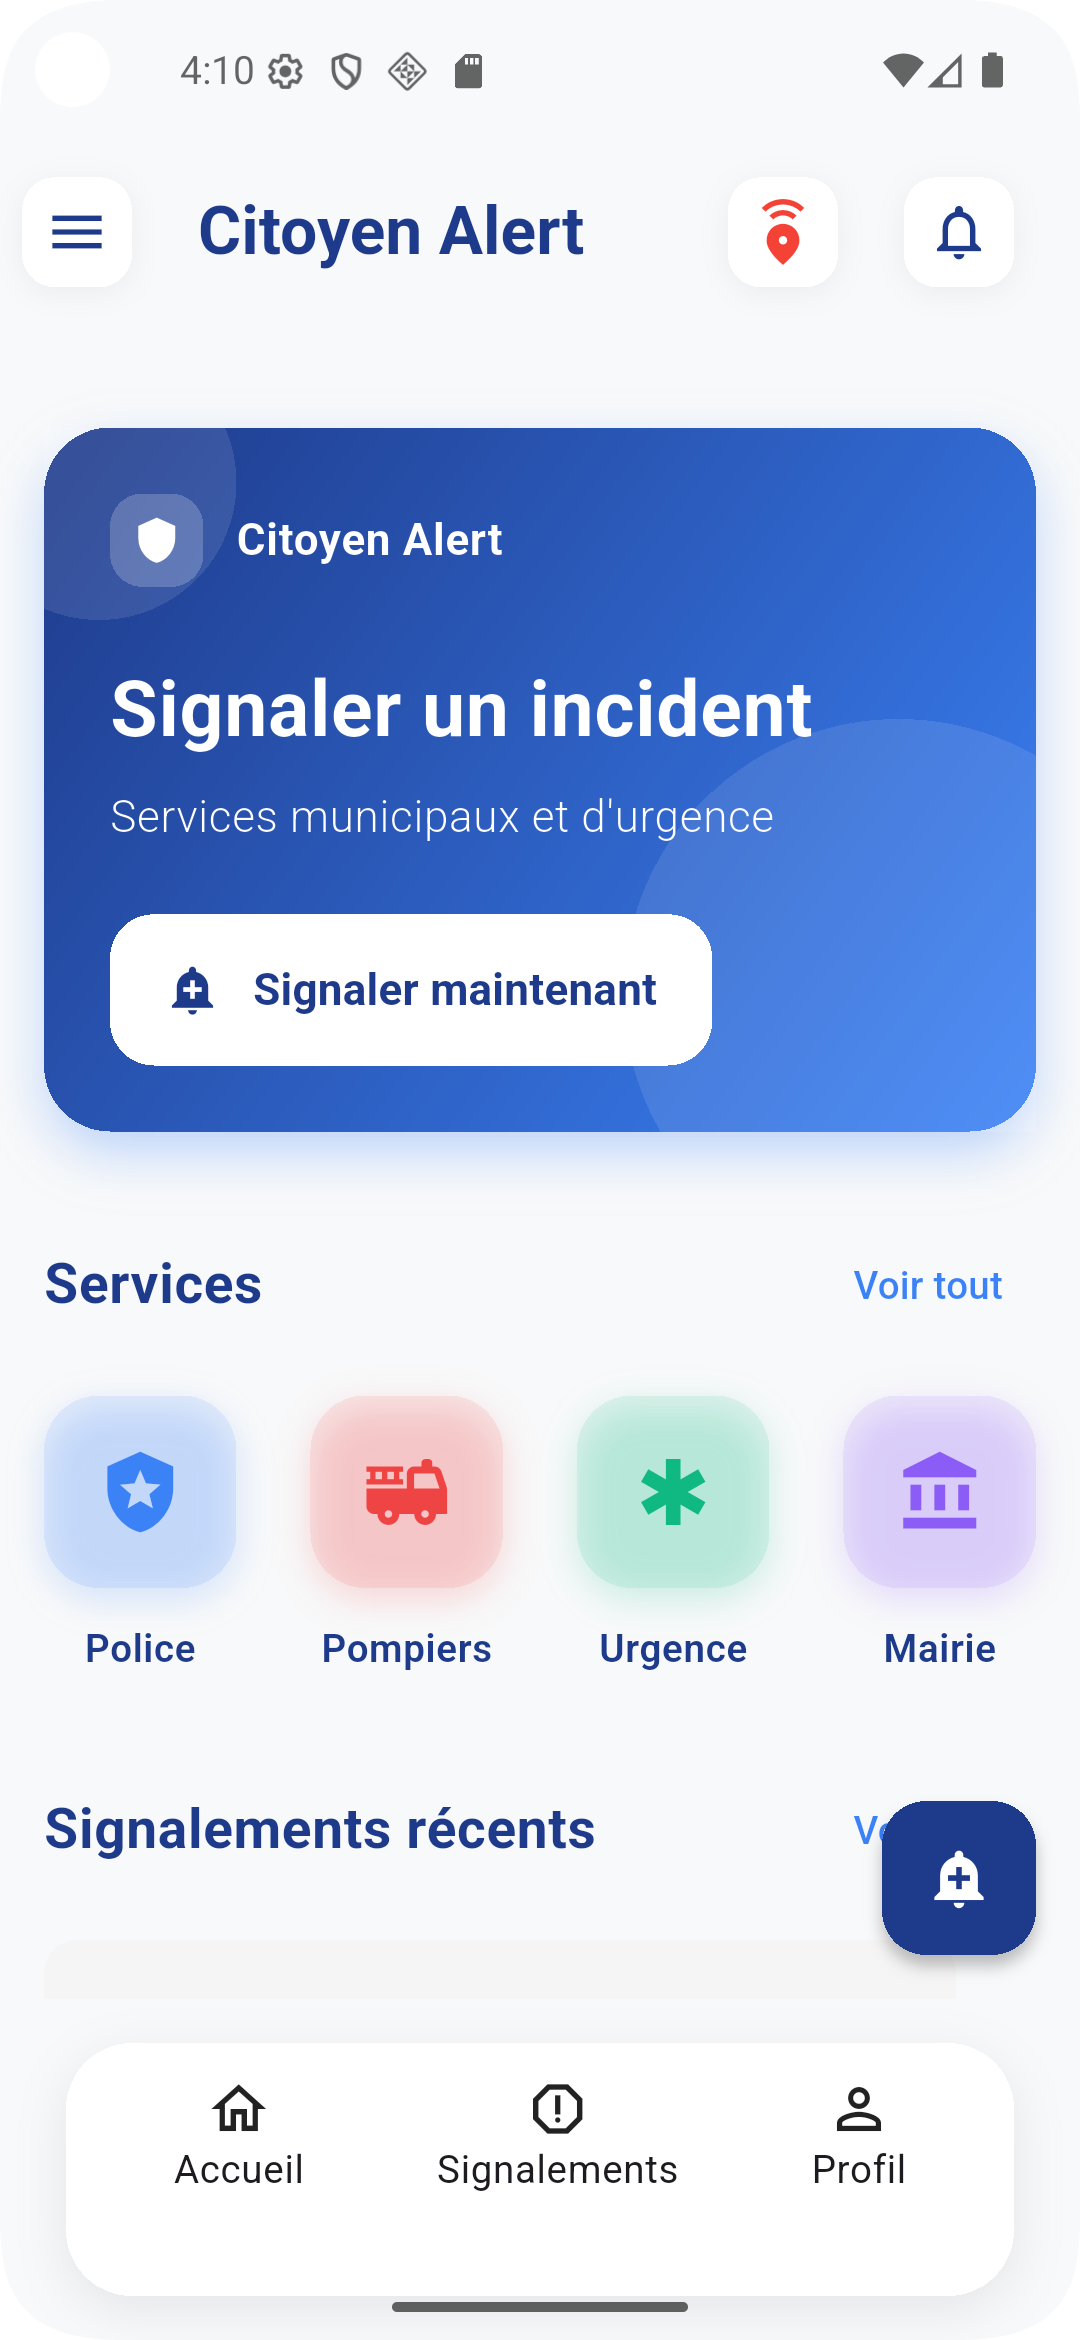 4:10
Citoyen Alert
Citoyen Alert
Signaler un incident
Services municipaux et d'urgence
Signaler maintenant
Services
Voir tout
Police
Pompiers
Urgence
Mairie
Signalements récents
Accueil
Signalements
Profil